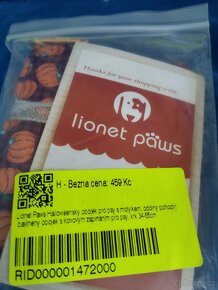 Thanks for your shopping with:
lionet paws
H - Bezna cena: 459 Kc
Lionet Paws Halloweensky obojek pro psy s motylkem, odolny pohodln
bavlneny obojek s kovovym zapinanim pro psy, krk 34-55cm
RID000001472000